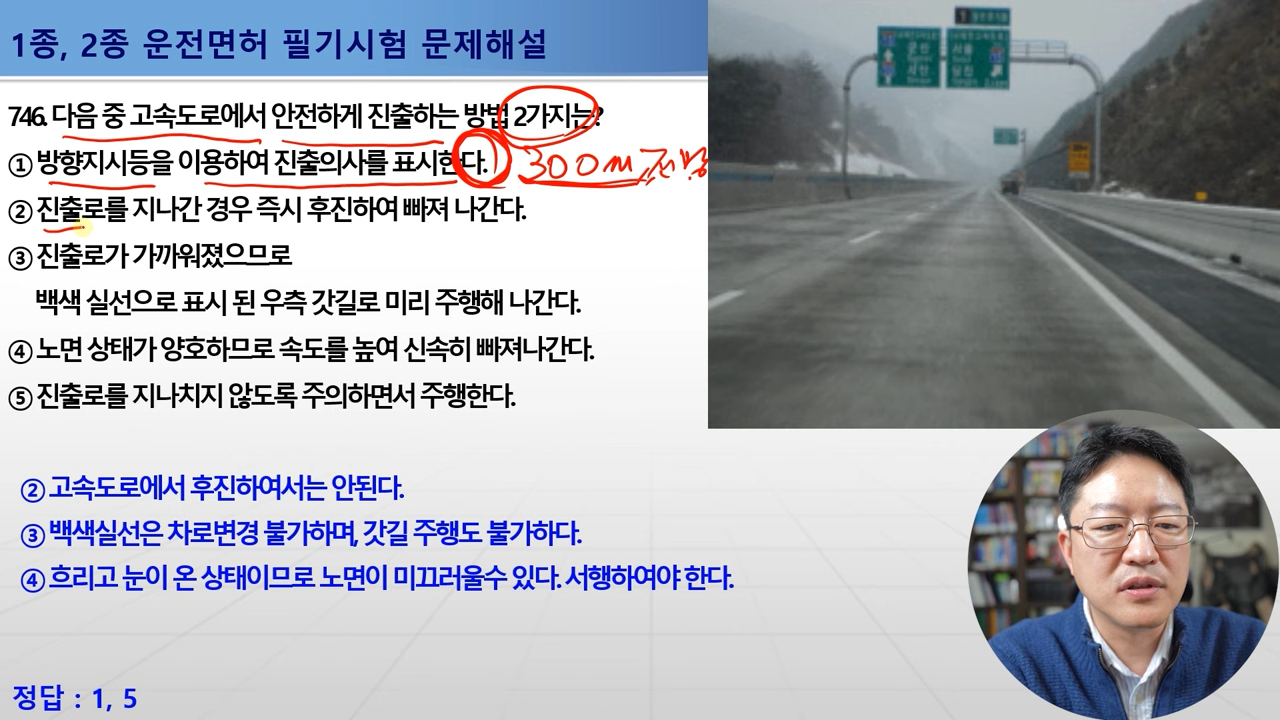 1종, 2종 운전면허 필기시험 문제해설
746. 다음 중 고속도로에서 안전하게 진출하는 방법 2가지는?
① 방향지시등을 이용하여 진출의사를 표시한다.
300m 전방
② 진출로를 지나간 경우 즉시 후진하여 빠져 나간다.
③ 진출로가 가까워졌으므로
백색 실선으로 표시 된 우측 갓길로 미리 주행해 나간다.
④ 노면 상태가 양호하므로 속도를 높여 신속히 빠져나간다.
⑤ 진출로를 지나치지 않도록 주의하면서 주행한다.
② 고속도로에서 후진하여서는 안된다.
③ 백색실선은 차로변경 불가하며, 갓길 주행도 불가하다.
④ 흐리고 눈이 온 상태이므로 노면이 미끄러울수 있다. 서행하여야 한다.
정답 : 1, 5
1
군산
서울